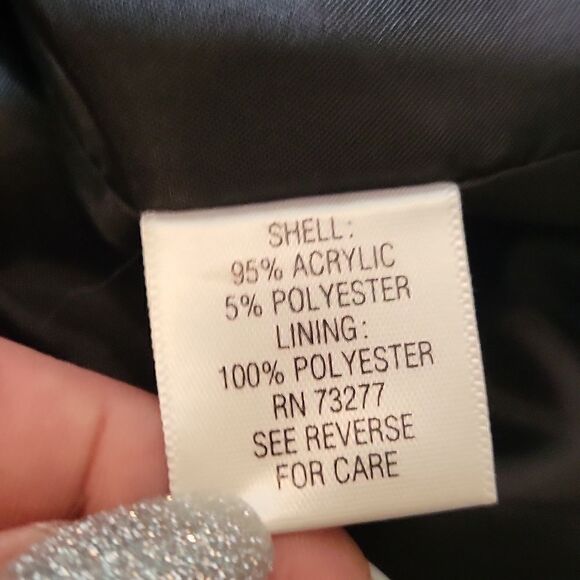 SHELL:
95% ACRYLIC
5% POLYESTER
LINING:
100% POLYESTER
RN 73277
SEE REVERSE
FOR CARE